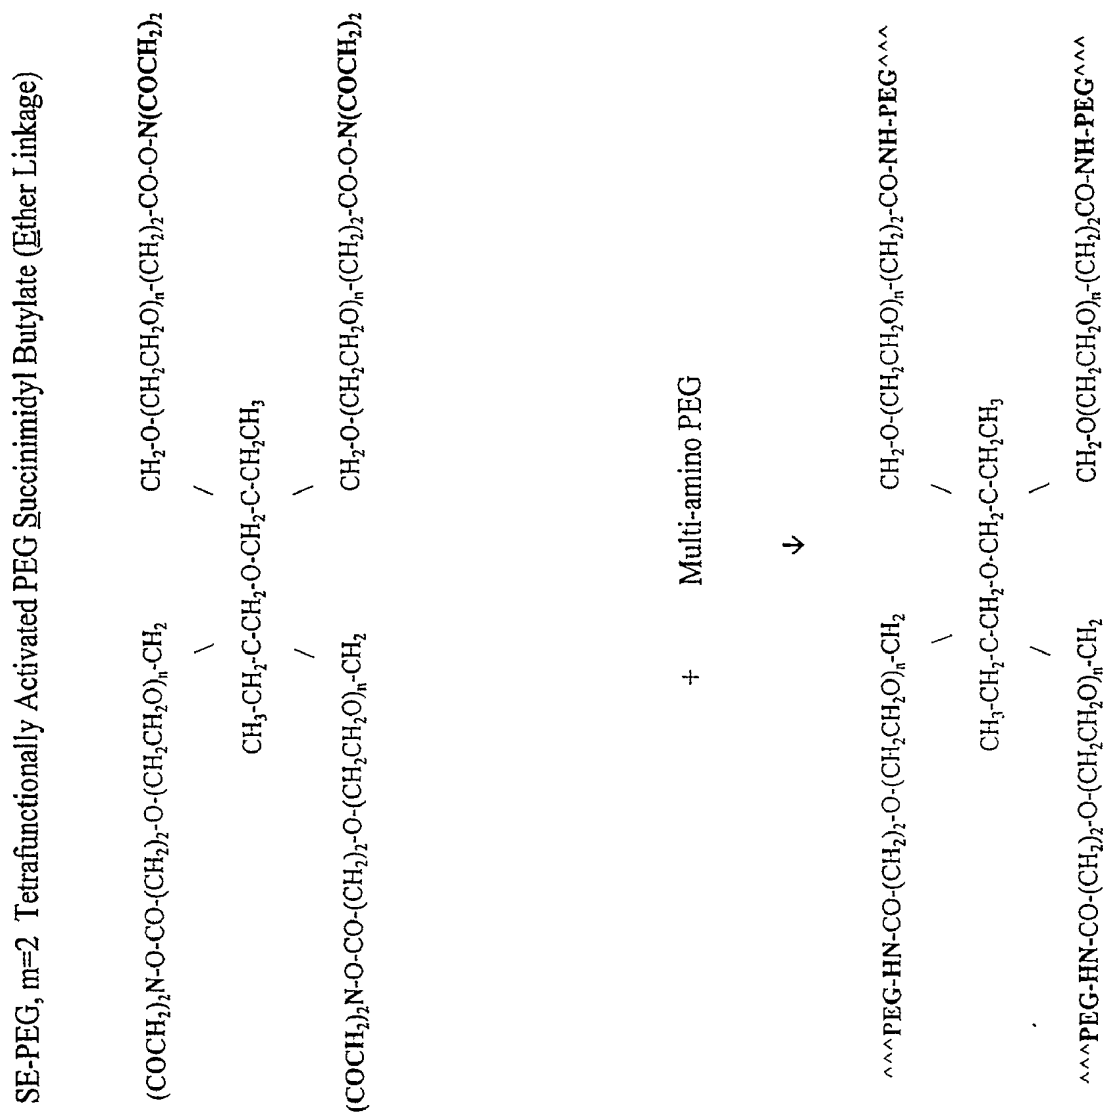 SE-PEG, m=2 Tetrafunctionally Activated PEG Succinimidyl Butylate (Ether Linkage)
(COCH₂)₂N-O-CO-(CH₂)₂-O-(CH₂CH₂O)ₙ-CH₂ CH₂-O-(CH₂CH₂O)ₙ-(CH₂)₂-CO-O-N(COCH₂)₂
\ /
CH₃-CH₂-C-CH₂-O-CH₂-C-CH₂CH₃
/ \
(COCH₂)₂N-O-CO-(CH₂)₂-O-(CH₂CH₂O)ₙ-CH₂ CH₂-O-(CH₂CH₂O)ₙ-(CH₂)₂-CO-O-N(COCH₂)₂
+ Multi-amino PEG
↓
^^^PEG-HN-CO-(CH₂)₂-O-(CH₂CH₂O)ₙ-CH₂ CH₂-O-(CH₂CH₂O)ₙ-(CH₂)₂-CO-NH-PEG^^^
\ /
CH₃-CH₂-C-CH₂-O-CH₂-C-CH₂CH₃
/ \
^^^PEG-HN-CO-(CH₂)₂-O-(CH₂CH₂O)ₙ-CH₂ CH₂-O(CH₂CH₂O)ₙ-(CH₂)₂CO-NH-PEG^^^